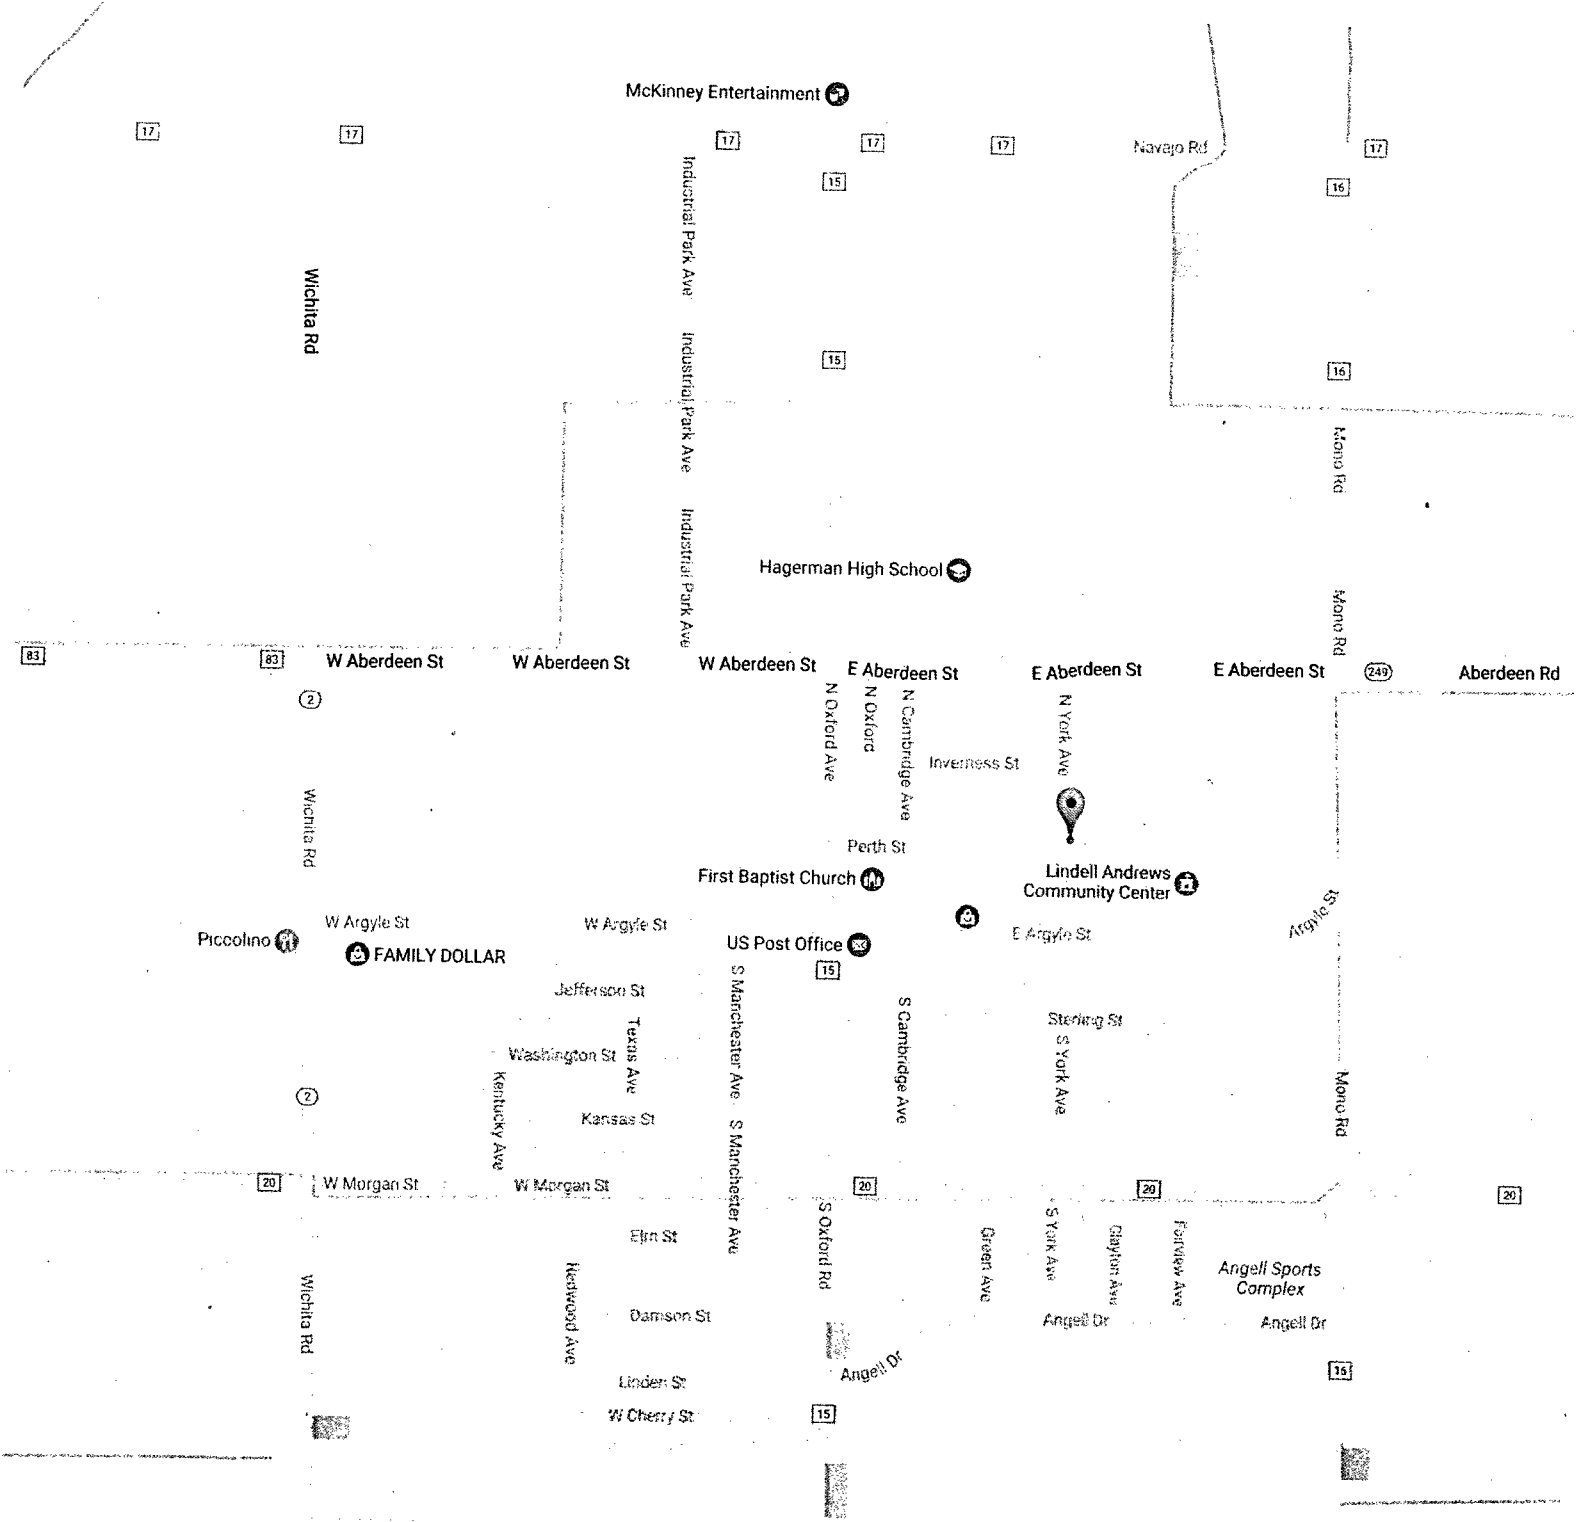 McKinney Entertainment
17
17
17
17
17
Navajo Rd
17
15
16
Industrial Park Ave
Wichita Rd
Industrial Park Ave
15
16
Mono Rd
Industrial Park Ave
Hagerman High School
Mono Rd
83
83
W Aberdeen St
W Aberdeen St
W Aberdeen St
E Aberdeen St
E Aberdeen St
E Aberdeen St
249
Aberdeen Rd
2
N Oxford Ave
N Oxford
N Cambridge Ave
N York Ave
Inverness St
Wichita Rd
Perth St
First Baptist Church
Lindell Andrews
Community Center
W Argyle St
W Argyle St
E Argyle St
Argyle St
Piccolino
FAMILY DOLLAR
US Post Office
15
S Manchester Ave
Jefferson St
S Cambridge Ave
Sterling St
Texas Ave
Washington St
S York Ave
Kentucky Ave
Mono Rd
2
Kansas St
S Manchester Ave
20
W Morgan St
W Morgan St
20
20
20
S Oxford Rd
S York Ave
Green Ave
Clayton Ave
Fairview Ave
Elm St
Redwood Ave
Angell Sports
Complex
Wichita Rd
Damson St
Angell Dr
Angell Dr
Angell Dr
16
Linden St
W Cherry St
15